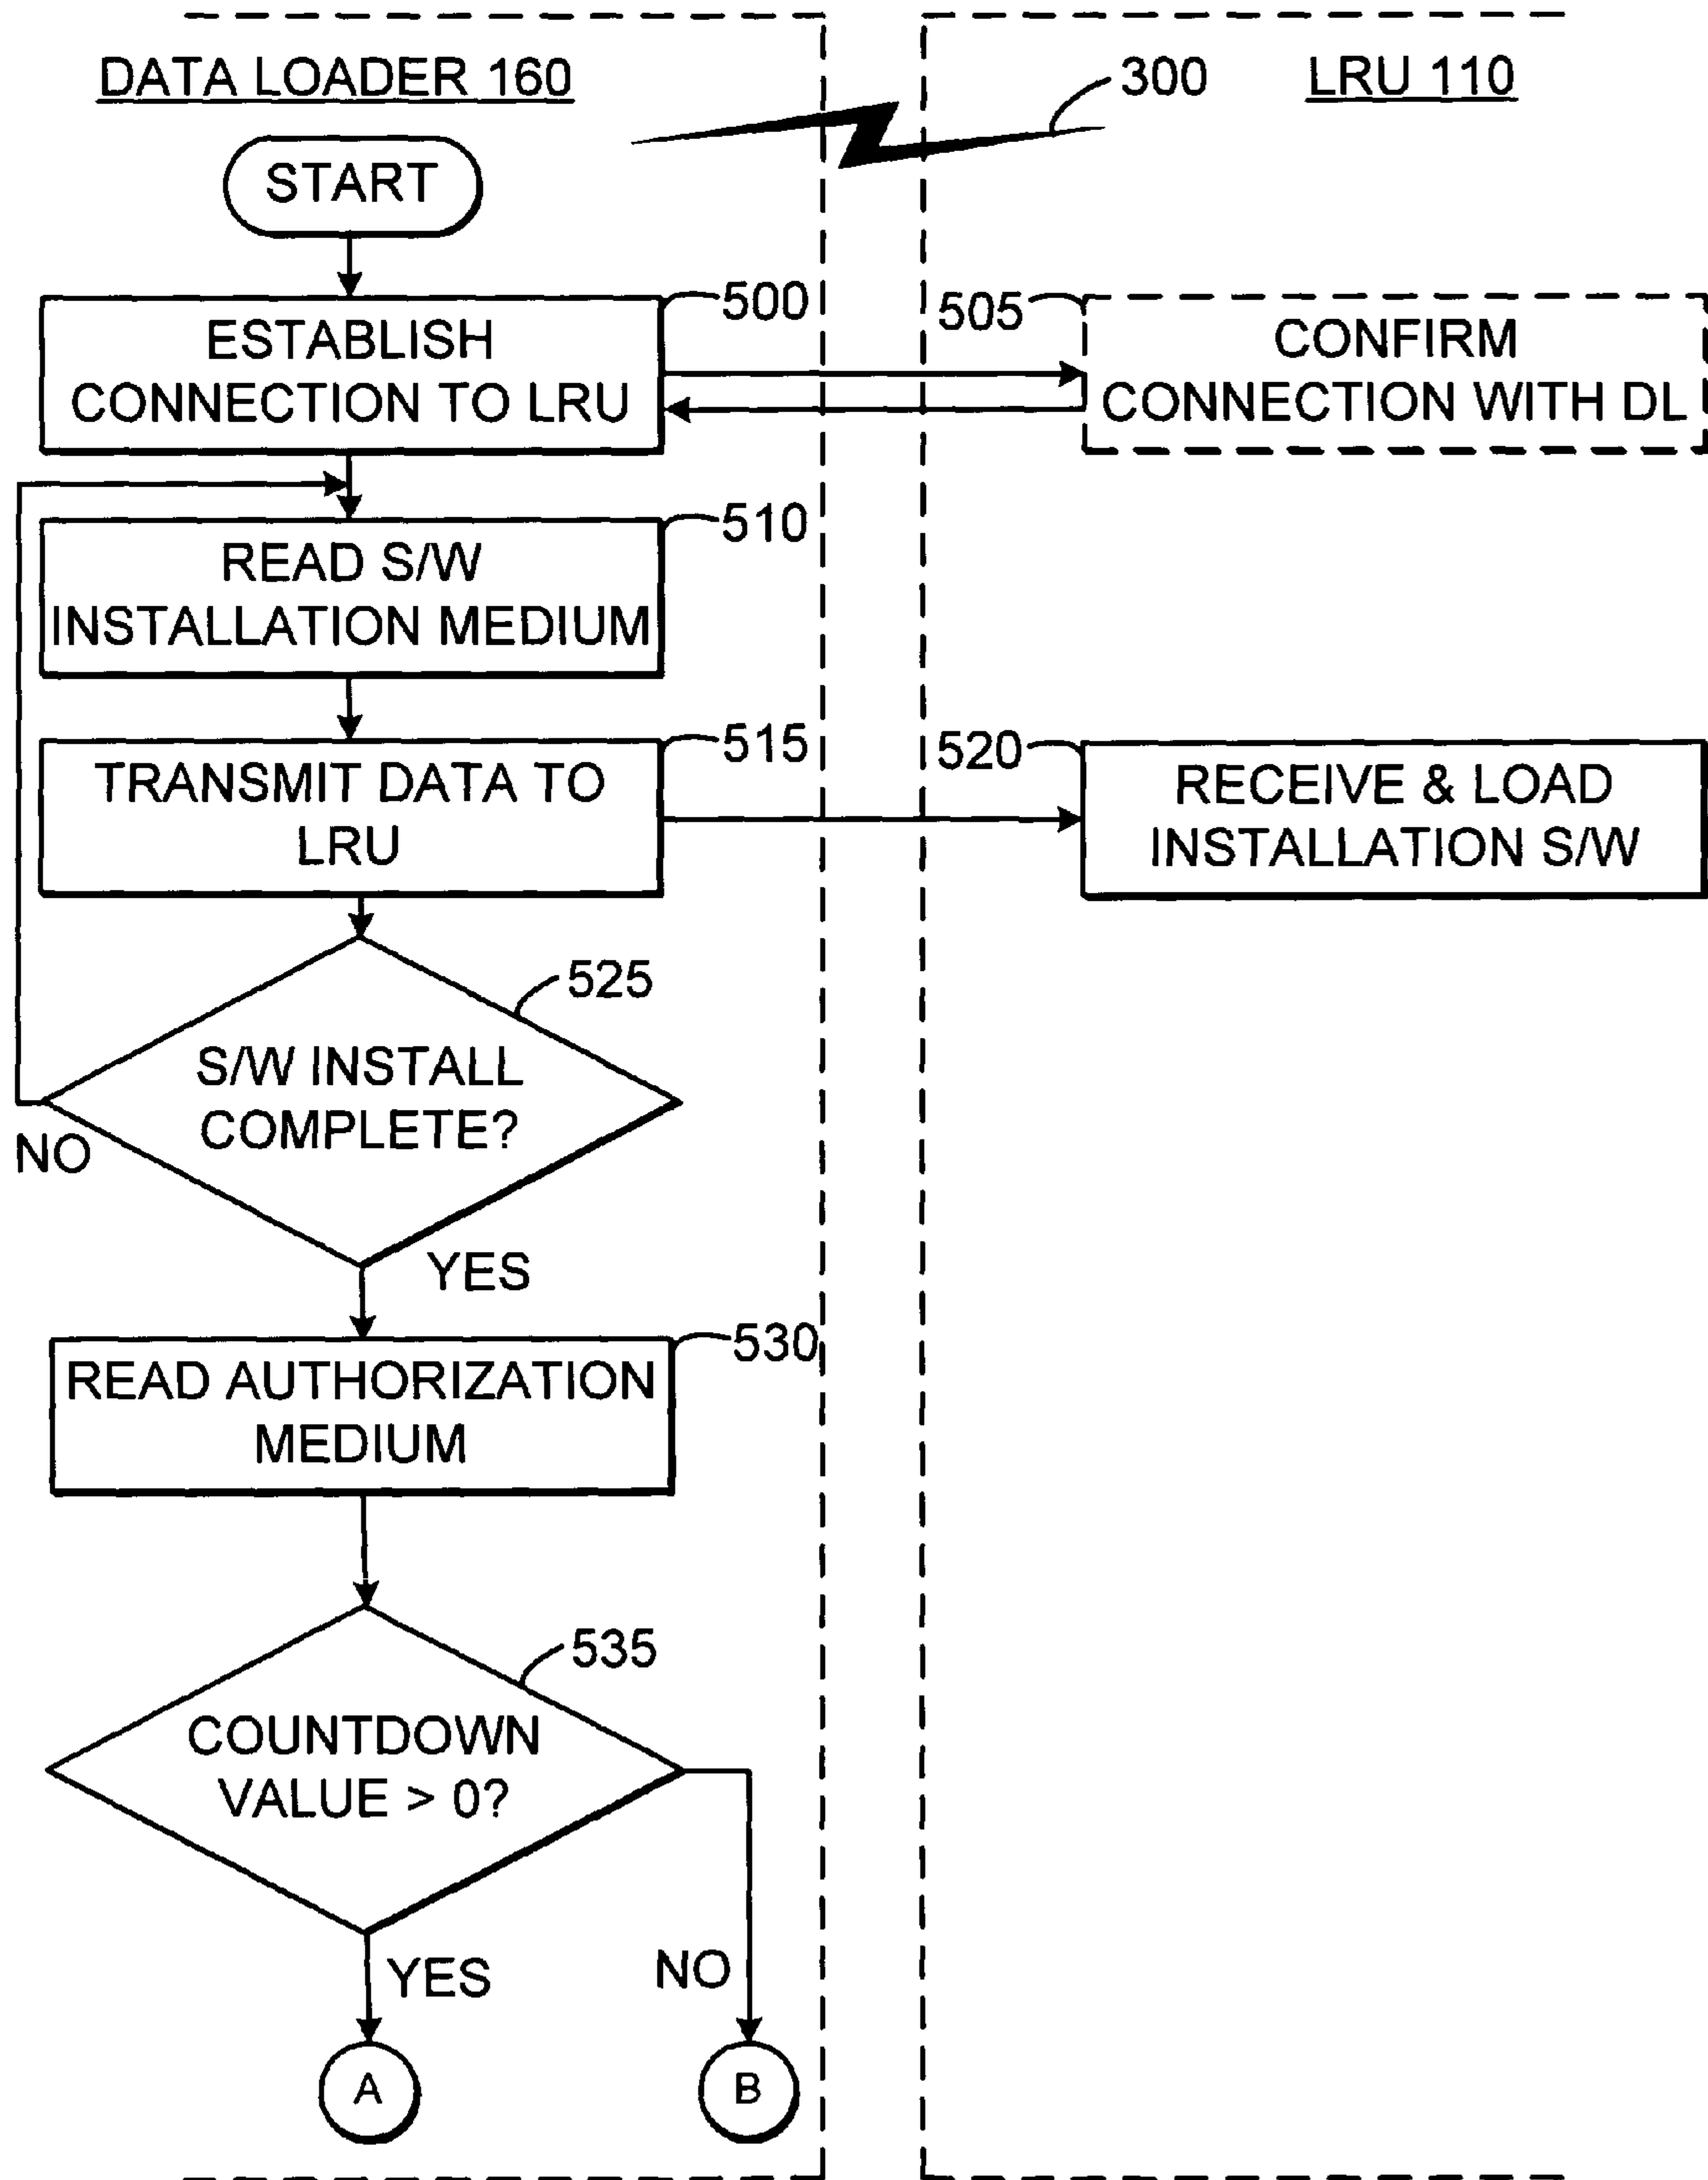 DATA LOADER 160
300
LRU 110
START
500
ESTABLISH
CONNECTION TO LRU
505
CONFIRM
CONNECTION WITH DL
510
READ S/W
INSTALLATION MEDIUM
515
TRANSMIT DATA TO
LRU
520
RECEIVE & LOAD
INSTALLATION S/W
525
S/W INSTALL
COMPLETE?
NO
YES
530
READ AUTHORIZATION
MEDIUM
535
COUNTDOWN
VALUE > 0?
YES
NO
A
B